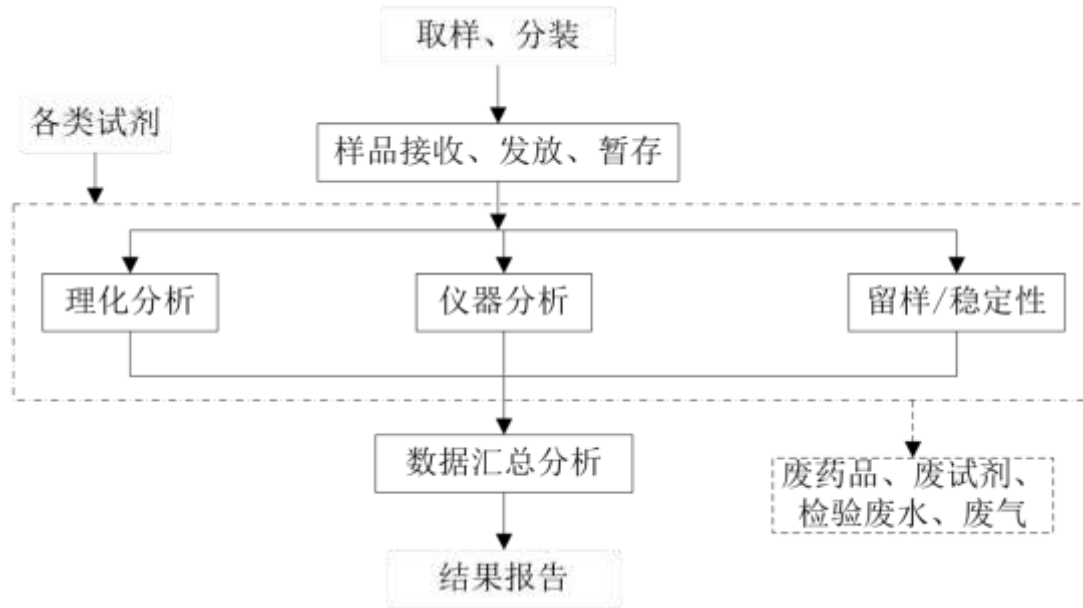 取样、分装
各类试剂
样品接收、发放、暂存
理化分析
仪器分析
留样/稳定性
数据汇总分析
废药品、废试剂、
检验废水、废气
结果报告